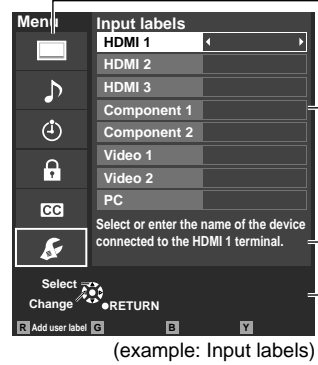 Menu
Input labels
HDMI 1
HDMI 2
HDMI 3
Component 1
Component 2
Video 1
Video 2
PC
CC
Select or enter the name of the device
connected to the HDMI 1 terminal.
Select
Change
RETURN
R Add user label G B Y
(example: Input labels)